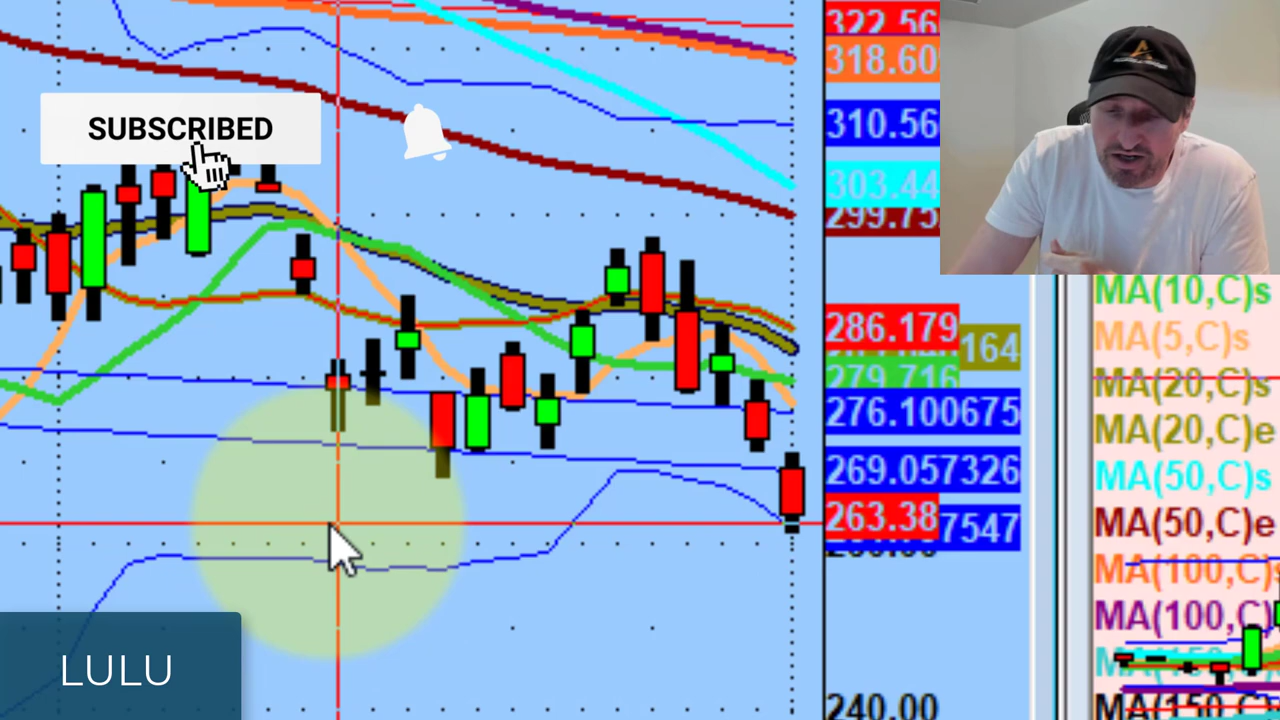 SUBSCRIBED
322.56
318.60
310.56
303.44
299.75
286.179
164
279.716
276.100675
269.057326
263.38
7547
240.00
MA(10,C)s
MA(5,C)s
MA(20,C)s
MA(20,C)e
MA(50,C)s
MA(50,C)e
MA(100,C)s
MA(100,C)
MA(150,C)e
LULU